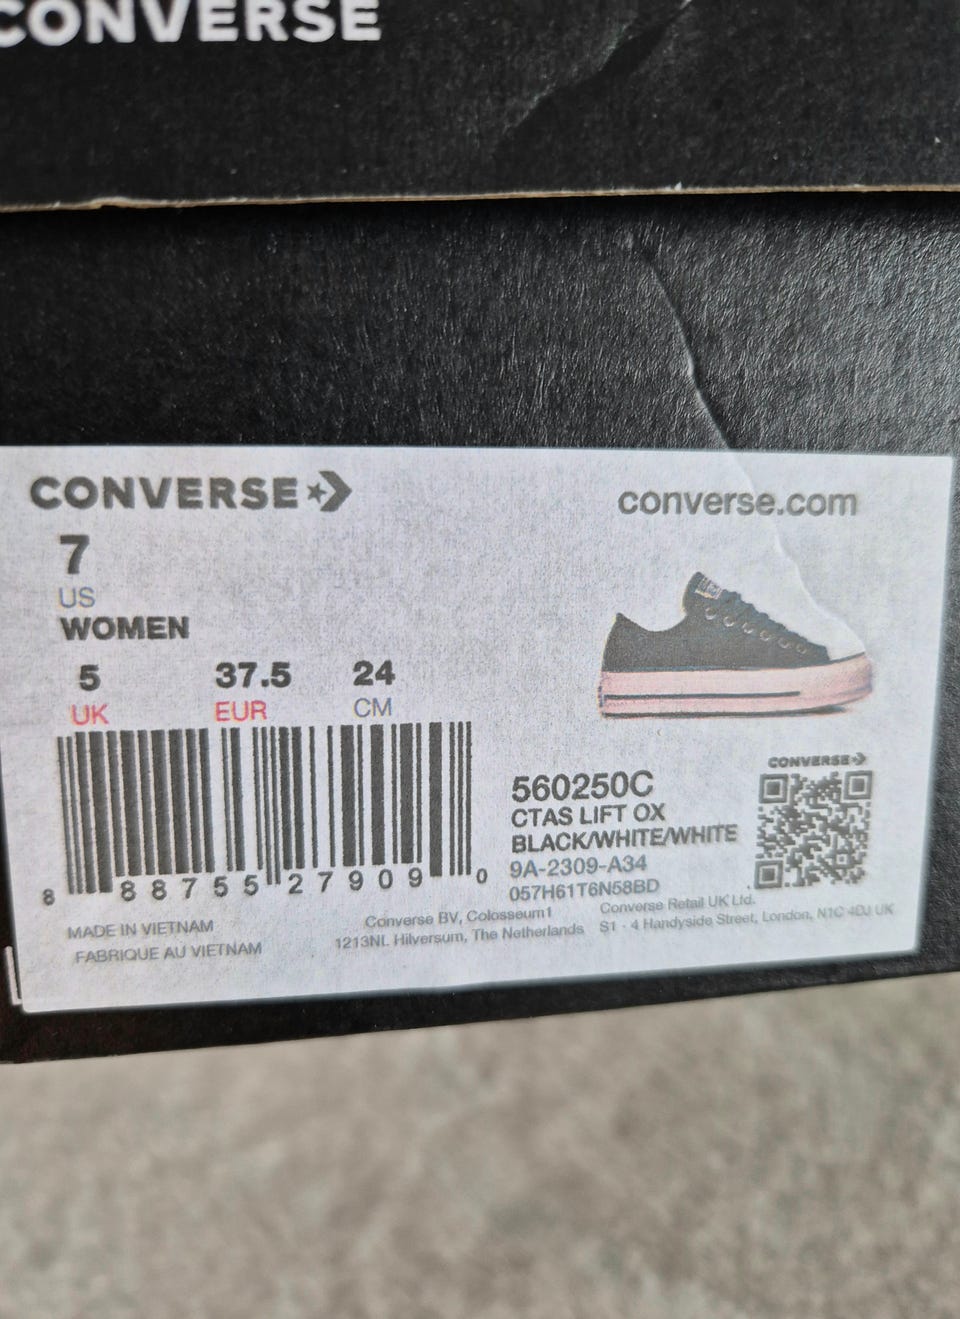 CONVERSE
CONVERSE
converse.com
7
US
WOMEN
5 37.5 24
UK EUR CM
CONVERSE
560250C
CTAS LIFT OX
BLACK/WHITE/WHITE
9A-2309-A34
057H61T6N58BD
8 88755 27909 0
MADE IN VIETNAM
FABRIQUE AU VIETNAM
Converse BV, Colosseum1
1213NL Hilversum, The Netherlands
Converse Retail UK Ltd.
S1 - 4 Handyside Street, London, N1C 4DJ UK